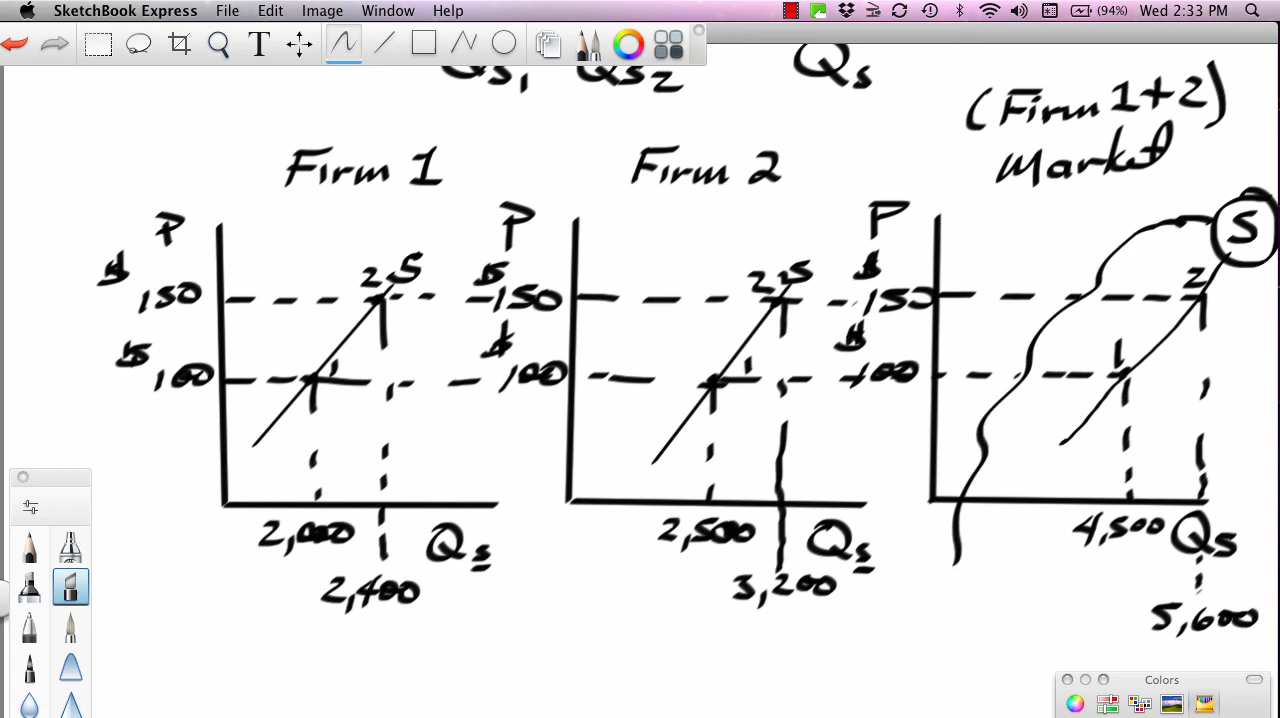 SketchBook Express File Edit Image Window Help (94%) Wed 2:33 PM
T
Qs1 Qs2 Qs
(Firm 1+2)
Market
Firm 1 Firm 2
P P P S
$ 2 S $ 2 S $ 2
150 150 150
$ 1 $ 1 $ 1
100 100 100
2,000 Qs 2,500 Qs 4,500 Qs
2,400 3,200 5,600
Colors